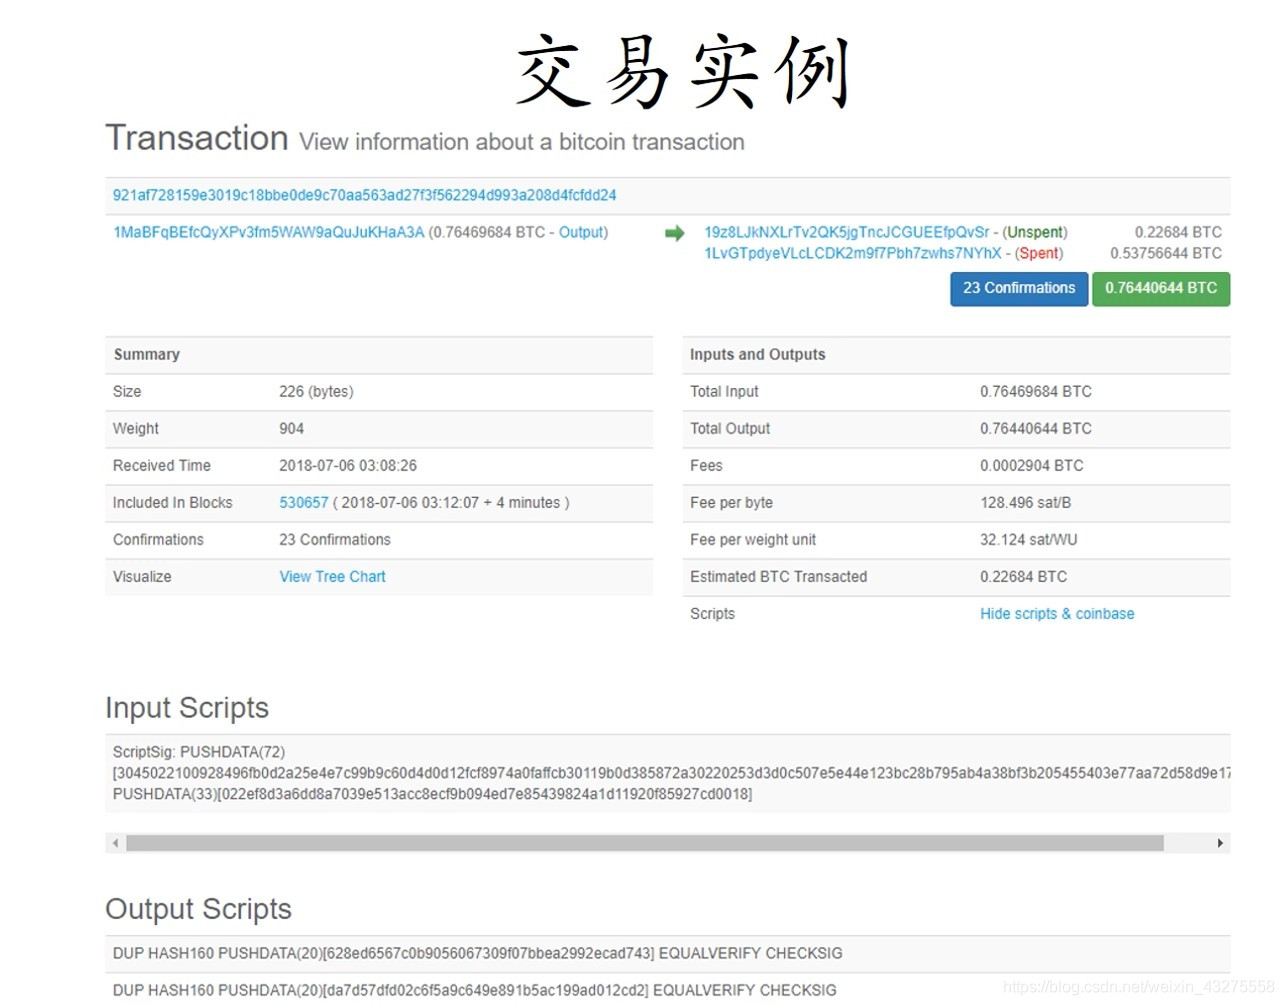 交易实例
Transaction View information about a bitcoin transaction
921af728159e3019c18bbe0de9c70aa563ad27f3f562294d993a208d4fcfdd24
1MaBFqBEfcQyXPv3fm5WAW9aQuJuKHaA3A (0.76469684 BTC - Output)
19z8LJkNXLrTv2QK5jgTncJCGUEEfpQvSr - (Unspent) 0.22684 BTC
1LvGTpdyeVLcLCDK2m9f7Pbh7zwhs7NYhX - (Spent) 0.53756644 BTC
23 Confirmations 0.76440644 BTC
Summary
Size 226 (bytes)
Weight 904
Received Time 2018-07-06 03:08:26
Included In Blocks 530657 ( 2018-07-06 03:12:07 + 4 minutes )
Confirmations 23 Confirmations
Visualize View Tree Chart
Inputs and Outputs
Total Input 0.76469684 BTC
Total Output 0.76440644 BTC
Fees 0.0002904 BTC
Fee per byte 128.496 sat/B
Fee per weight unit 32.124 sat/WU
Estimated BTC Transacted 0.22684 BTC
Scripts Hide scripts & coinbase
Input Scripts
ScriptSig: PUSHDATA(72)
[3045022100928496fb0d2a25e4e7c99b9c60d4d0d12fcf8974a0faffcb30119b0d385872a30220253d3d0c507e5e44e123bc28b795ab4a38bf3b205455403e77aa72d58d9e17
PUSHDATA(33)[022ef8d3a6dd8a7039e513acc8ecf9b094ed7e85439824a1d11920f85927cd0018]
Output Scripts
DUP HASH160 PUSHDATA(20)[628ed6567c0b9056067309f07bbea2992ecad743] EQUALVERIFY CHECKSIG
DUP HASH160 PUSHDATA(20)[da7d57dfd02c6f5a9c649e891b5ac199ad012cd2] EQUALVERIFY CHECKSIG
https://blog.csdn.net/weixin_43275558